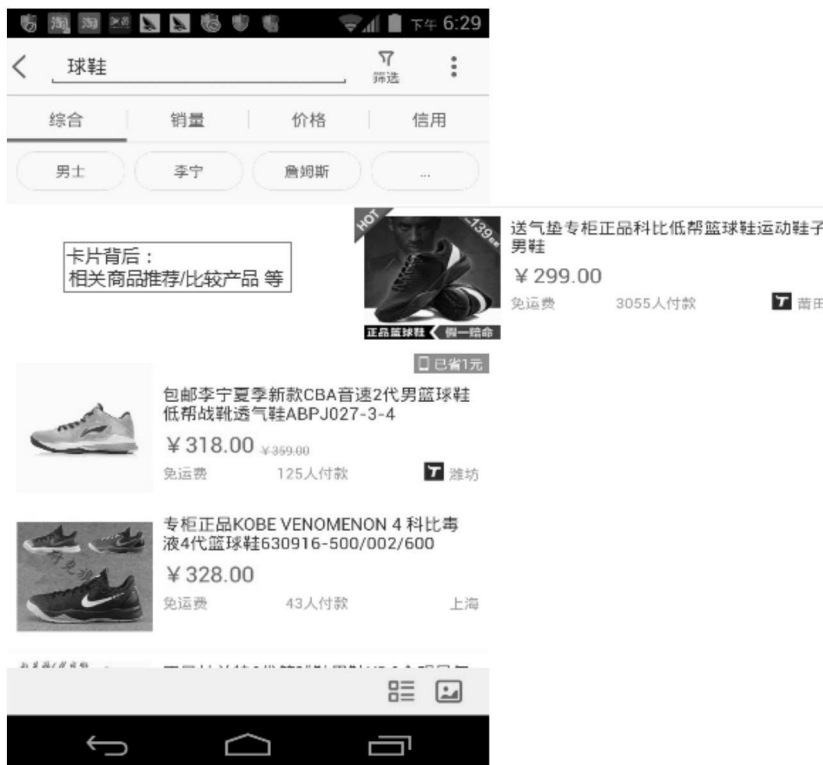 下午 6:29
球鞋
筛选
综合 销量 价格 信用
男士 李宁 詹姆斯 ...
卡片背后：
相关商品推荐/比较产品 等
HOT
139
正品篮球鞋 假一赔命
送气垫专柜正品科比低帮篮球鞋运动鞋子
男鞋
￥299.00
免运费 3055人付款 莆田
已省1元
包邮李宁夏季新款CBA音速2代男篮球鞋
低帮战靴透气鞋ABPJ027-3-4
￥318.00 ￥359.00
免运费 125人付款 潍坊
专柜正品KOBE VENOMENON 4 科比毒
液4代篮球鞋630916-500/002/600
￥328.00
免运费 43人付款 上海